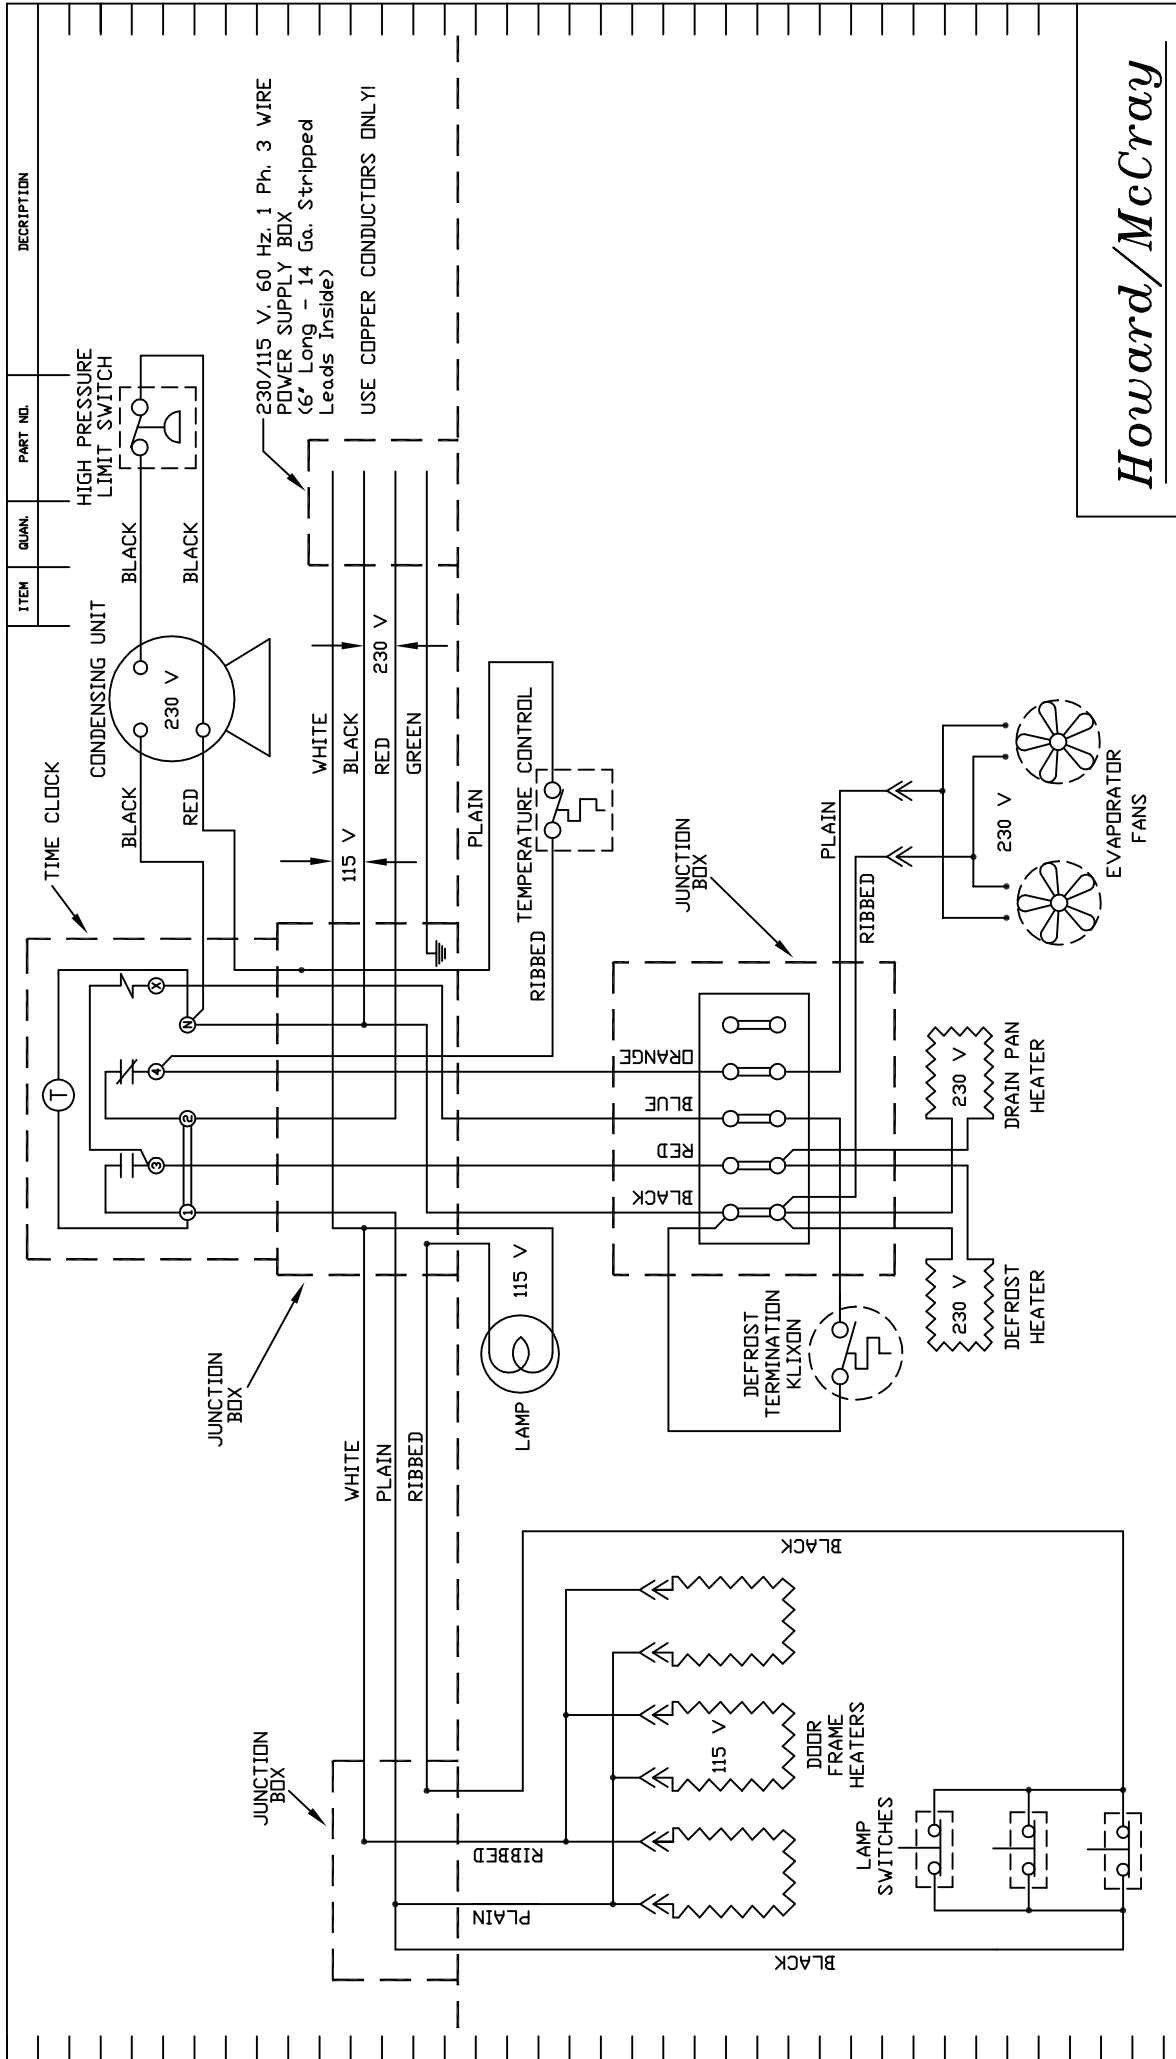 ITEM
QUAN.
PART NO.
DECRIPTION
TIME CLOCK
CONDENSING UNIT
230 V
BLACK
RED
BLACK
BLACK
HIGH PRESSURE
LIMIT SWITCH
230/115 V. 60 Hz. 1 Ph. 3 WIRE
POWER SUPPLY BOX
(6" Long - 14 Ga. Stripped
Leads Inside)
USE COPPER CONDUCTORS ONLY!
T
1
3
2
4
N
X
115 V
WHITE
BLACK
RED
GREEN
230 V
JUNCTION
BOX
WHITE
PLAIN
RIBBED
LAMP
115 V
RIBBED
PLAIN
TEMPERATURE CONTROL
JUNCTION
BOX
BLACK
RED
BLUE
ORANGE
DEFROST
TERMINATION
KLIXON
PLAIN
RIBBED
230 V
DEFROST
HEATER
230 V
DRAIN PAN
HEATER
230 V
EVAPORATOR
FANS
JUNCTION
BOX
PLAIN
RIBBED
BLACK
BLACK
115 V
DOOR
FRAME
HEATERS
LAMP
SWITCHES
Howard/McCray